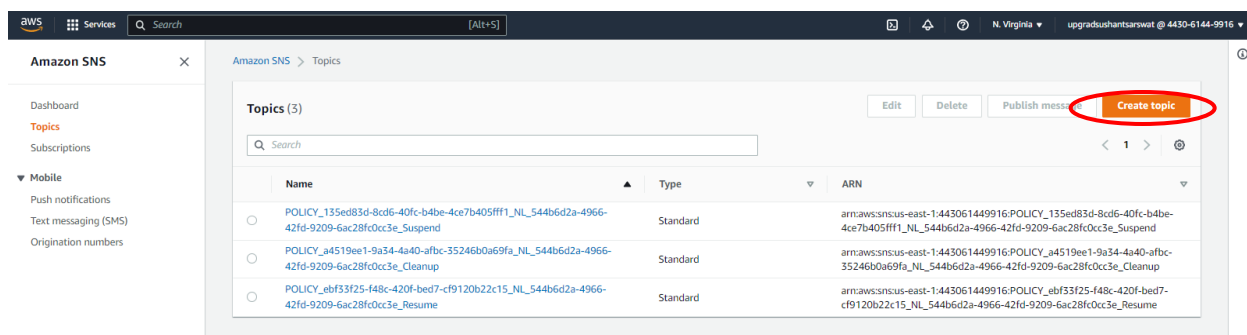 aws Services Search [Alt+S] N. Virginia upgradsushantsarswat @ 4430-6144-9916
Amazon SNS
Dashboard
Topics
Subscriptions
Mobile
Push notifications
Text messaging (SMS)
Origination numbers
Amazon SNS > Topics
Topics (3) Edit Delete Publish message Create topic
Search < 1 >
Name Type ARN
POLICY_135ed83d-8cd6-40fc-b4be-4ce7b405fff1_NL_544b6d2a-4966-
42fd-9209-6ac28fc0cc3e_Suspend
Standard
arn:aws:sns:us-east-1:443061449916:POLICY_135ed83d-8cd6-40fc-b4be-
4ce7b405fff1_NL_544b6d2a-4966-42fd-9209-6ac28fc0cc3e_Suspend
POLICY_a4519ee1-9a34-4a40-afbc-35246b0a69fa_NL_544b6d2a-4966-
42fd-9209-6ac28fc0cc3e_Cleanup
Standard
arn:aws:sns:us-east-1:443061449916:POLICY_a4519ee1-9a34-4a40-afbc-
35246b0a69fa_NL_544b6d2a-4966-42fd-9209-6ac28fc0cc3e_Cleanup
POLICY_ebf33f25-f48c-420f-bed7-cf9120b22c15_NL_544b6d2a-4966-
42fd-9209-6ac28fc0cc3e_Resume
Standard
arn:aws:sns:us-east-1:443061449916:POLICY_ebf33f25-f48c-420f-bed7-
cf9120b22c15_NL_544b6d2a-4966-42fd-9209-6ac28fc0cc3e_Resume